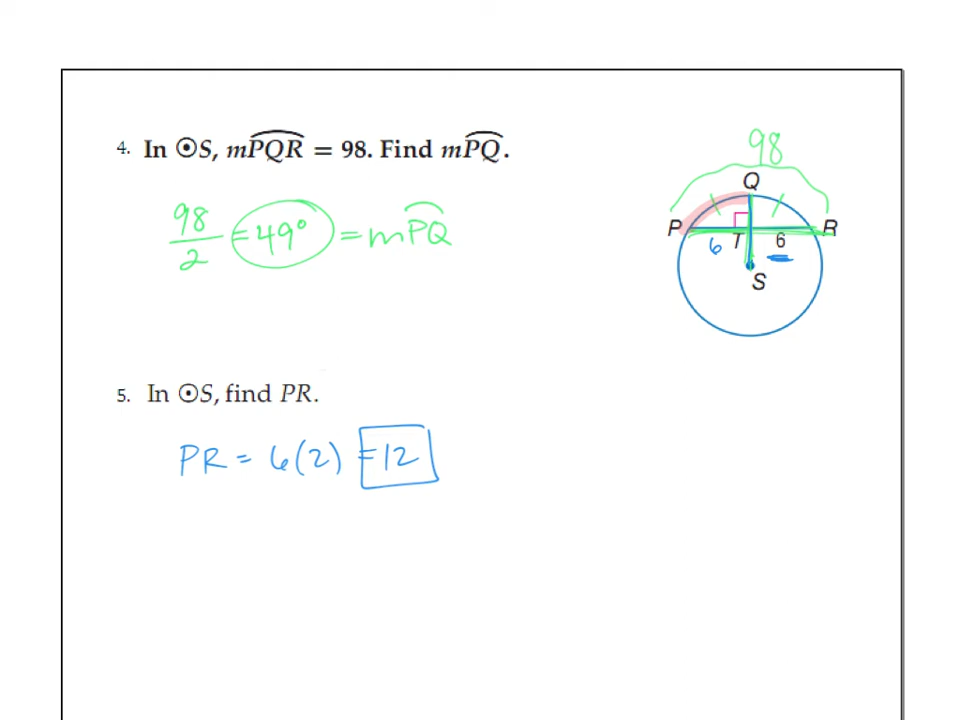 4. In ⊙S, mPQR = 98. Find mPQ.
98/2 = 49° = mPQ
98
Q
P
R
6
T
6
S
5. In ⊙S, find PR.
PR = 6(2) = 12